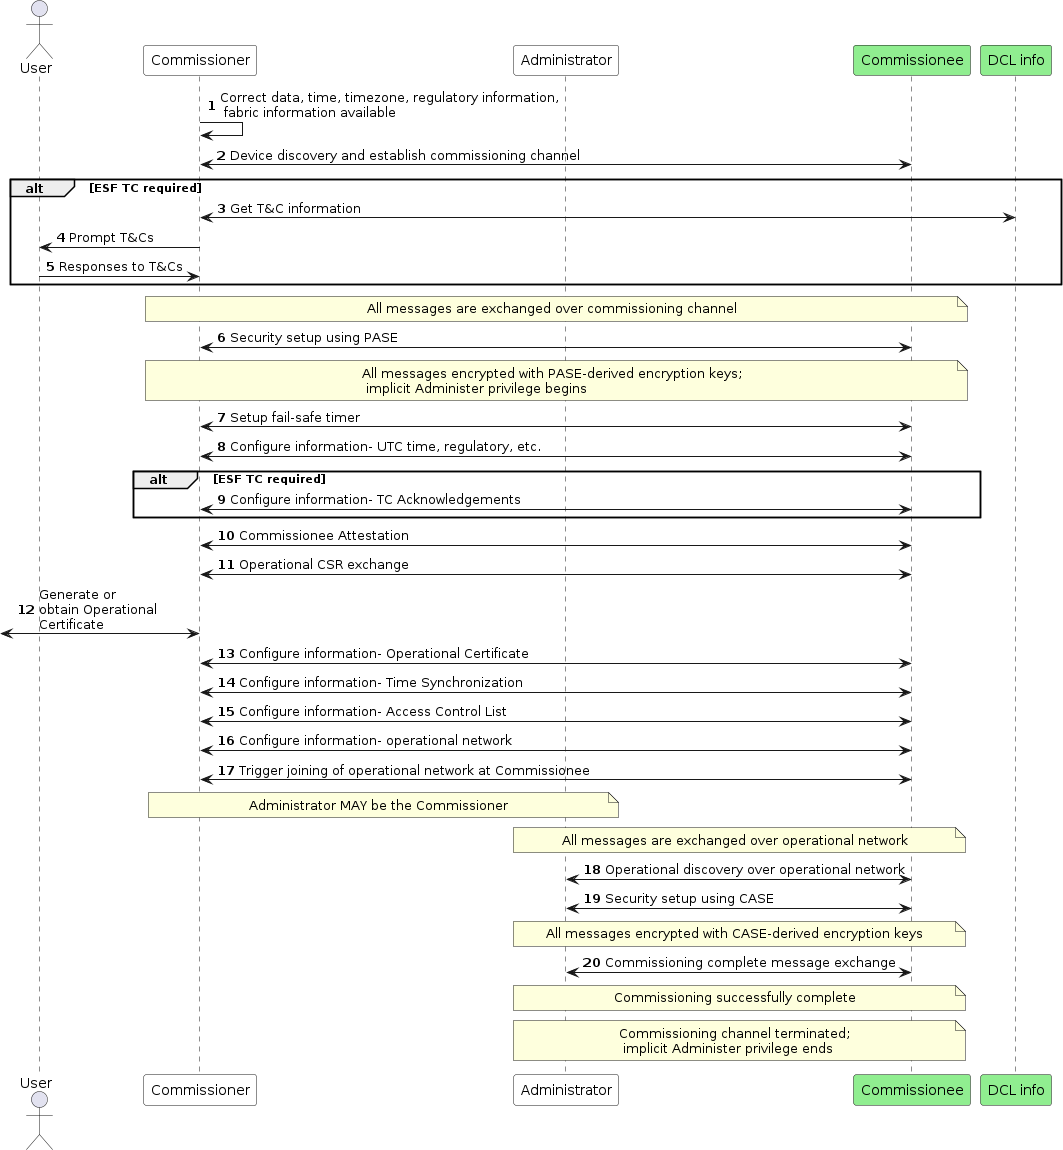 User
Commissioner
Administrator
Commissionee
DCL info
1 Correct data, time, timezone, regulatory information,
fabric information available
2 Device discovery and establish commissioning channel
alt [ESF TC required]
3 Get T&C information
4 Prompt T&Cs
5 Responses to T&Cs
All messages are exchanged over commissioning channel
6 Security setup using PASE
All messages encrypted with PASE-derived encryption keys;
implicit Administer privilege begins
7 Setup fail-safe timer
8 Configure information- UTC time, regulatory, etc.
alt [ESF TC required]
9 Configure information- TC Acknowledgements
10 Commissionee Attestation
11 Operational CSR exchange
Generate or
12 obtain Operational
Certificate
13 Configure information- Operational Certificate
14 Configure information- Time Synchronization
15 Configure information- Access Control List
16 Configure information- operational network
17 Trigger joining of operational network at Commissionee
Administrator MAY be the Commissioner
All messages are exchanged over operational network
18 Operational discovery over operational network
19 Security setup using CASE
All messages encrypted with CASE-derived encryption keys
20 Commissioning complete message exchange
Commissioning successfully complete
Commissioning channel terminated;
implicit Administer privilege ends
User
Commissioner
Administrator
Commissionee
DCL info